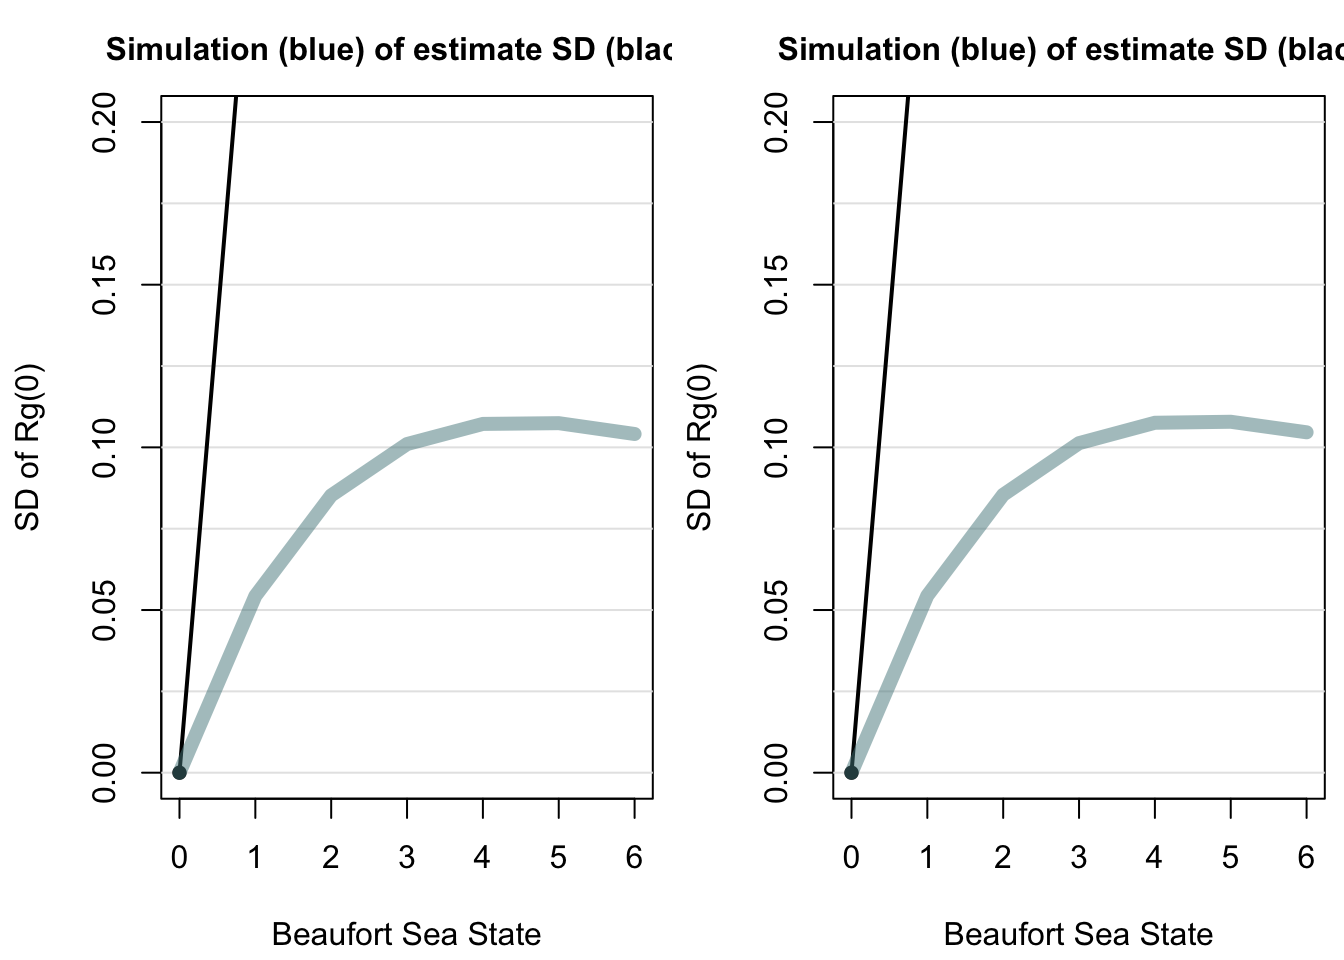 Simulation (blue) of estimate SD (blac
SD of Rg(0)
0.20
0.15
0.10
0.05
0.00
0 1 2 3 4 5 6
Beaufort Sea State
Simulation (blue) of estimate SD (blac
SD of Rg(0)
0.20
0.15
0.10
0.05
0.00
0 1 2 3 4 5 6
Beaufort Sea State